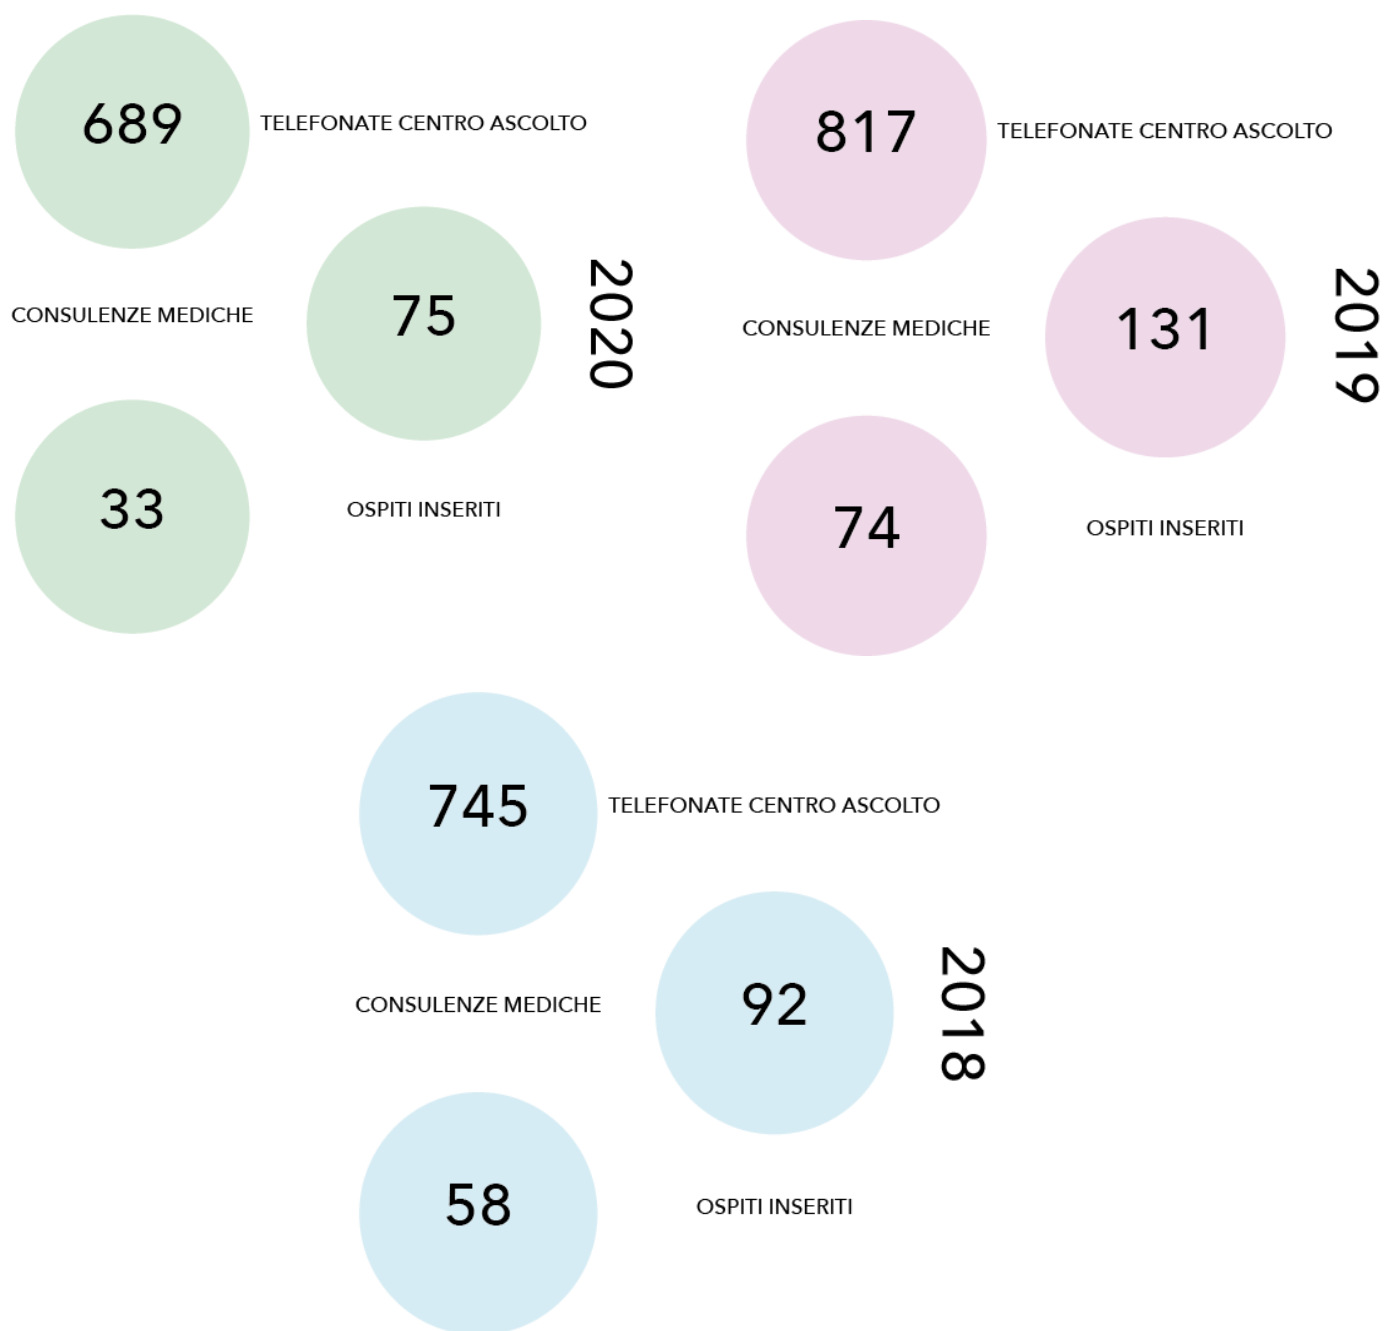 689
TELEFONATE CENTRO ASCOLTO
CONSULENZE MEDICHE
75
33
OSPITI INSERITI
2020
817
TELEFONATE CENTRO ASCOLTO
CONSULENZE MEDICHE
131
74
OSPITI INSERITI
2019
745
TELEFONATE CENTRO ASCOLTO
CONSULENZE MEDICHE
92
58
OSPITI INSERITI
2018